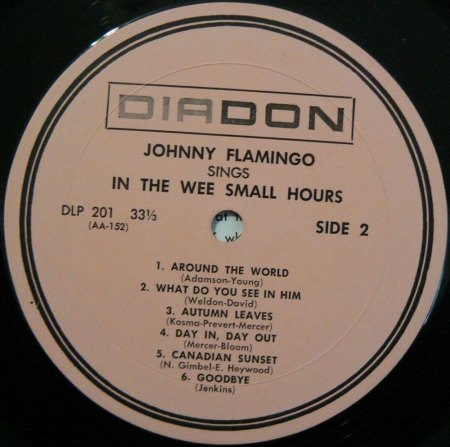 DIADON
JOHNNY FLAMINGO
SINGS
IN THE WEE SMALL HOURS
DLP 201 33⅓ SIDE 2
(AA-152)
1. AROUND THE WORLD
(Adamson-Young)
2. WHAT DO YOU SEE IN HIM
(Weldon-David)
3. AUTUMN LEAVES
(Kosma-Prevert-Mercer)
4. DAY IN, DAY OUT
(Mercer-Bloom)
5. CANADIAN SUNSET
(N. Gimbel-E. Heywood)
6. GOODBYE
(Jenkins)